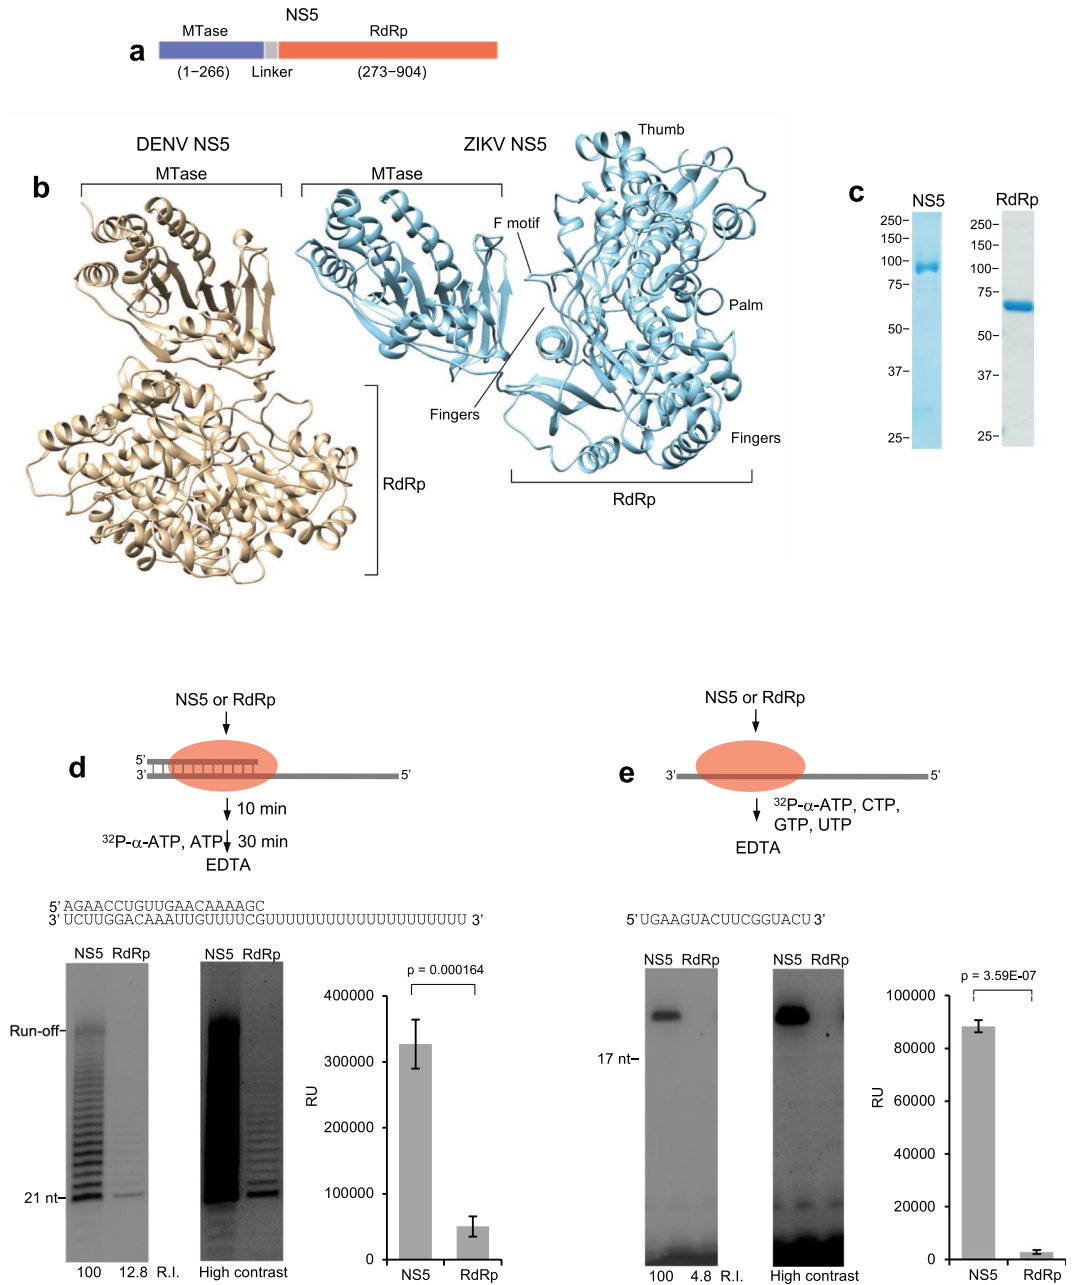 NS5
MTase
RdRp
a
(1−266)
Linker
(273−904)
DENV NS5
ZIKV NS5
Thumb
b
MTase
MTase
F motif
Palm
Fingers
Fingers
RdRp
RdRp
c
NS5
RdRp
250
150
100
75
50
37
25
250
150
100
75
50
37
25
d
NS5 or RdRp
5'
3'
5'
10 min
³²P-α-ATP, ATP
30 min
EDTA
5' AGAACCUGUUGAACAAAAGC
3' UCUUGGACAAAUUGUUUUCGUUUUUUUUUUUUUUUUUUUU 3'
NS5 RdRp
NS5 RdRp
Run-off
21 nt
100 12.8 R.I.
High contrast
p = 0.000164
400000
300000
200000
100000
0
RU
NS5
RdRp
e
NS5 or RdRp
3'
5'
³²P-α-ATP, CTP,
GTP, UTP
EDTA
5'UGAAGUACUUCGGUACU3'
NS5 RdRp
NS5 RdRp
17 nt
100 4.8 R.I.
High contrast
p = 3.59E-07
100000
80000
60000
40000
20000
0
RU
NS5
RdRp